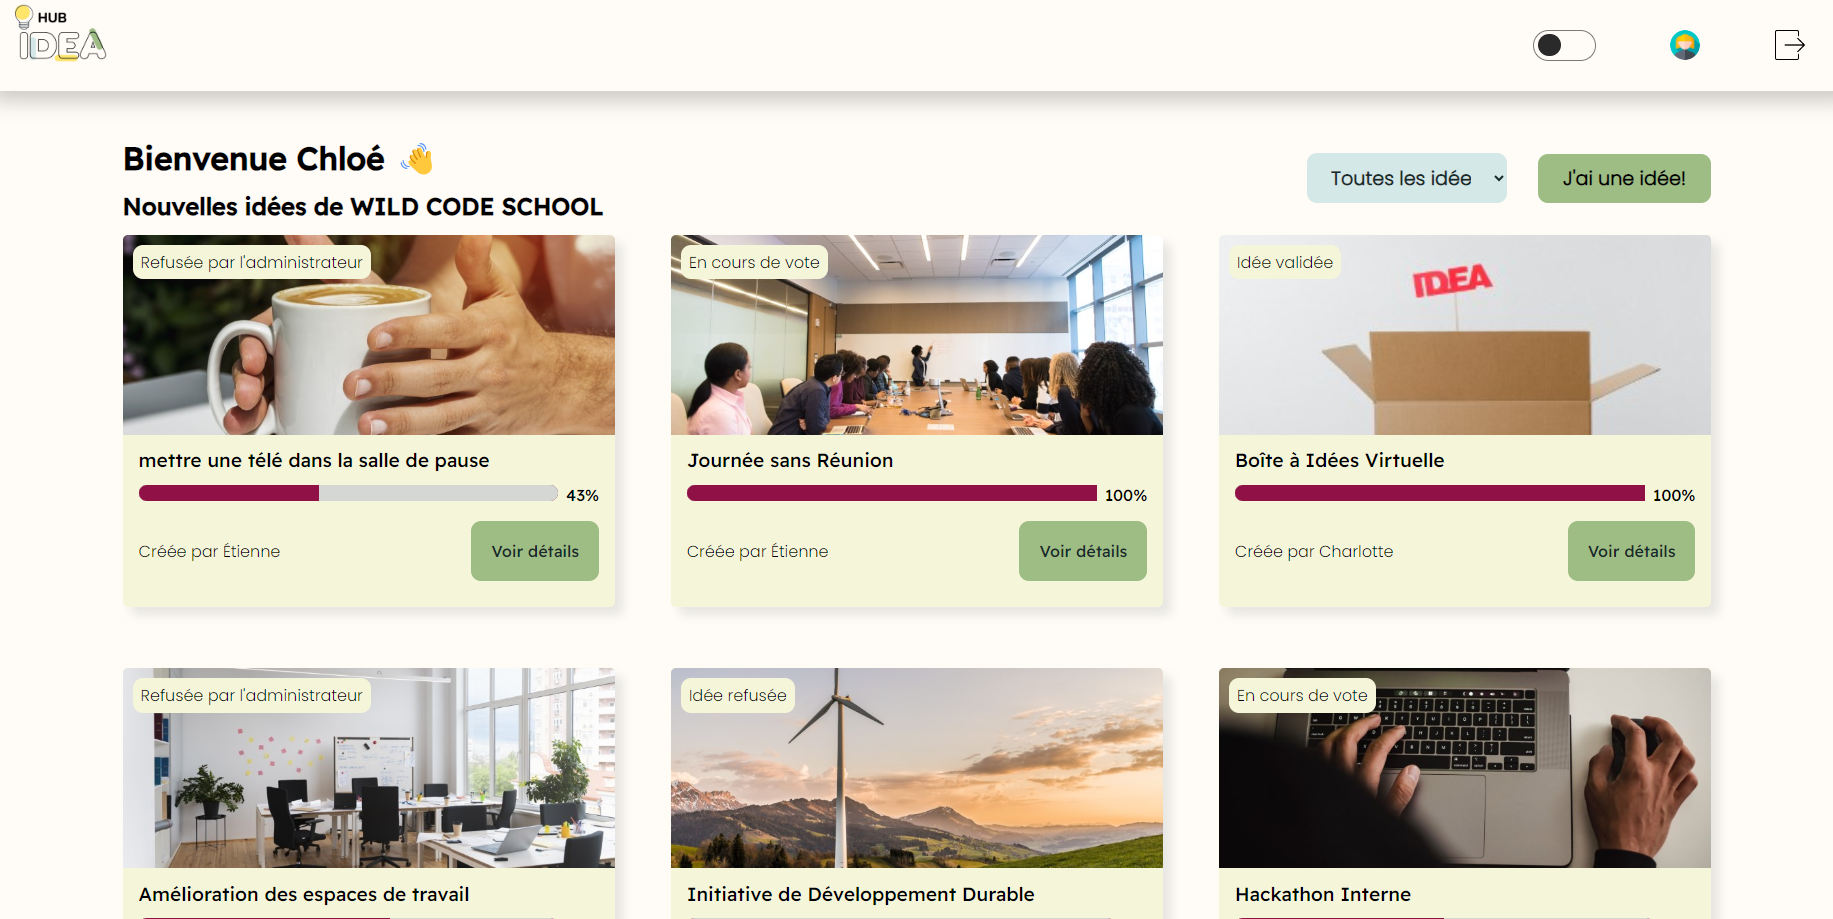 HUB
IDEA
Bienvenue Chloé 👋
Toutes les idée
J'ai une idée!
Nouvelles idées de WILD CODE SCHOOL
Refusée par l'administrateur
En cours de vote
Idée validée
IDEA
mettre une télé dans la salle de pause
43%
Créée par Étienne
Voir détails
Journée sans Réunion
100%
Créée par Étienne
Voir détails
Boîte à Idées Virtuelle
100%
Créée par Charlotte
Voir détails
Refusée par l'administrateur
Idée refusée
En cours de vote
Amélioration des espaces de travail
Initiative de Développement Durable
Hackathon Interne